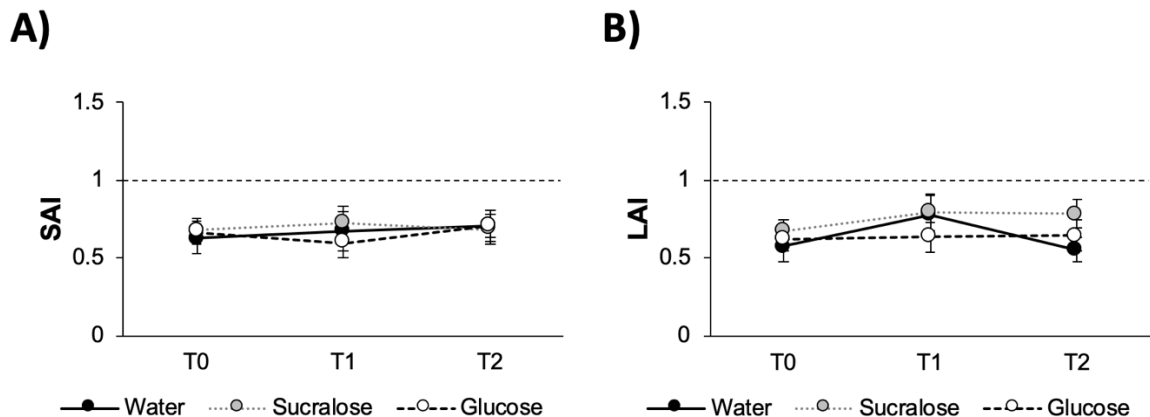 A)
1.5
1
0.5
0
SAI
T0 T1 T2
Water Sucralose Glucose
B)
1.5
1
0.5
0
LAI
T0 T1 T2
Water Sucralose Glucose